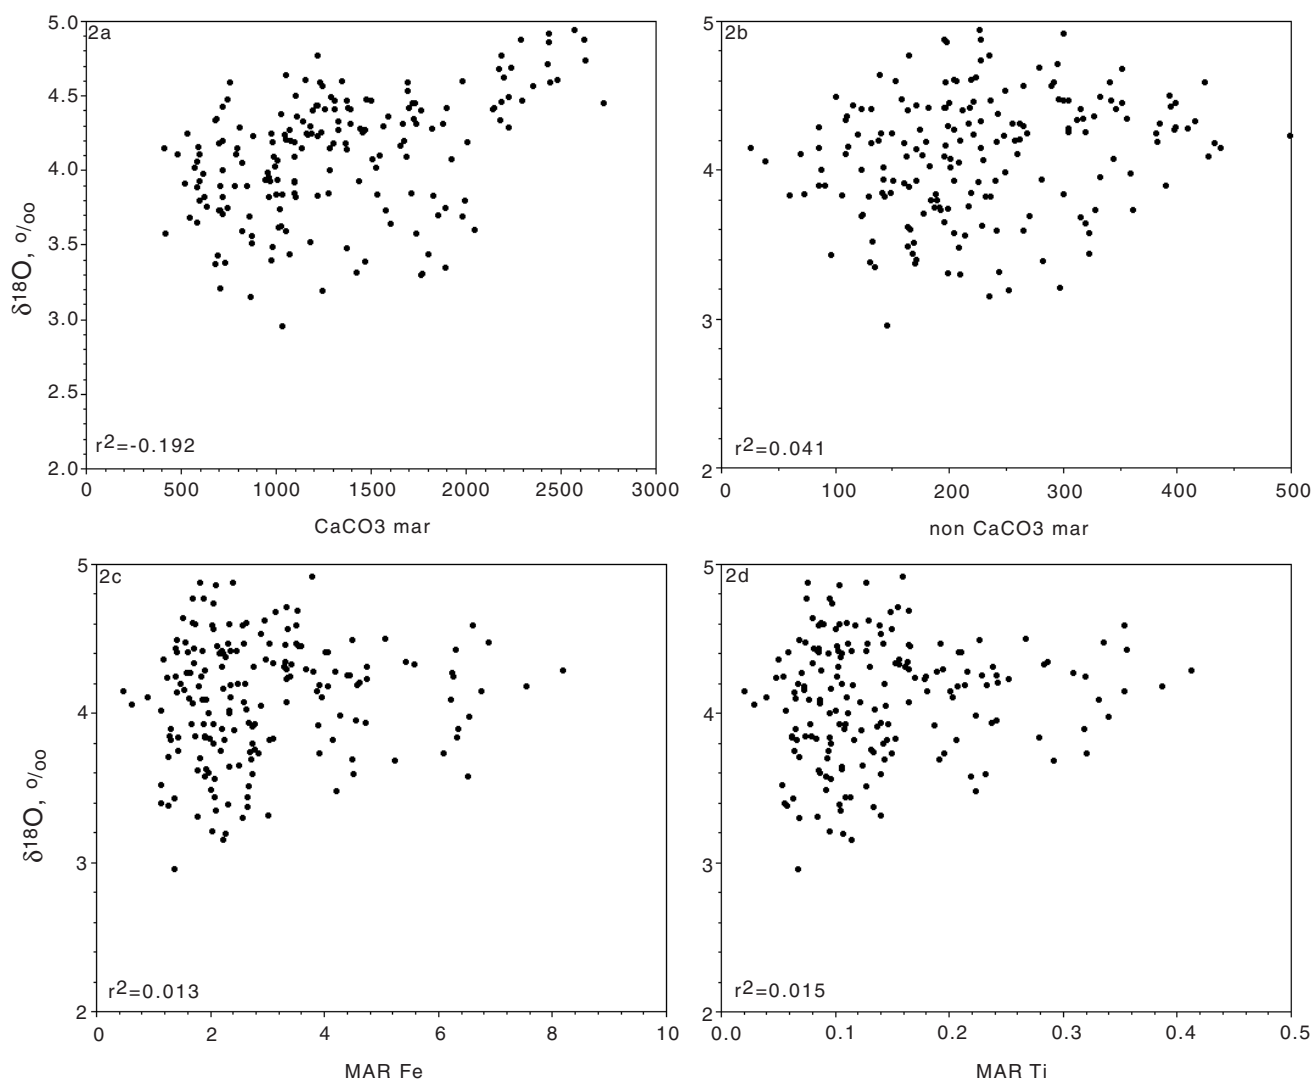 2a
5.0
4.5
4.0
3.5
3.0
2.5
2.0
δ18O, o/oo
r2=-0.192
0 500 1000 1500 2000 2500 3000
CaCO3 mar
2b
5
4
3
2
r2=0.041
0 100 200 300 400 500
non CaCO3 mar
2c
5
4
3
2
δ18O, o/oo
r2=0.013
0 2 4 6 8 10
MAR Fe
2d
5
4
3
2
r2=0.015
0.0 0.1 0.2 0.3 0.4 0.5
MAR Ti